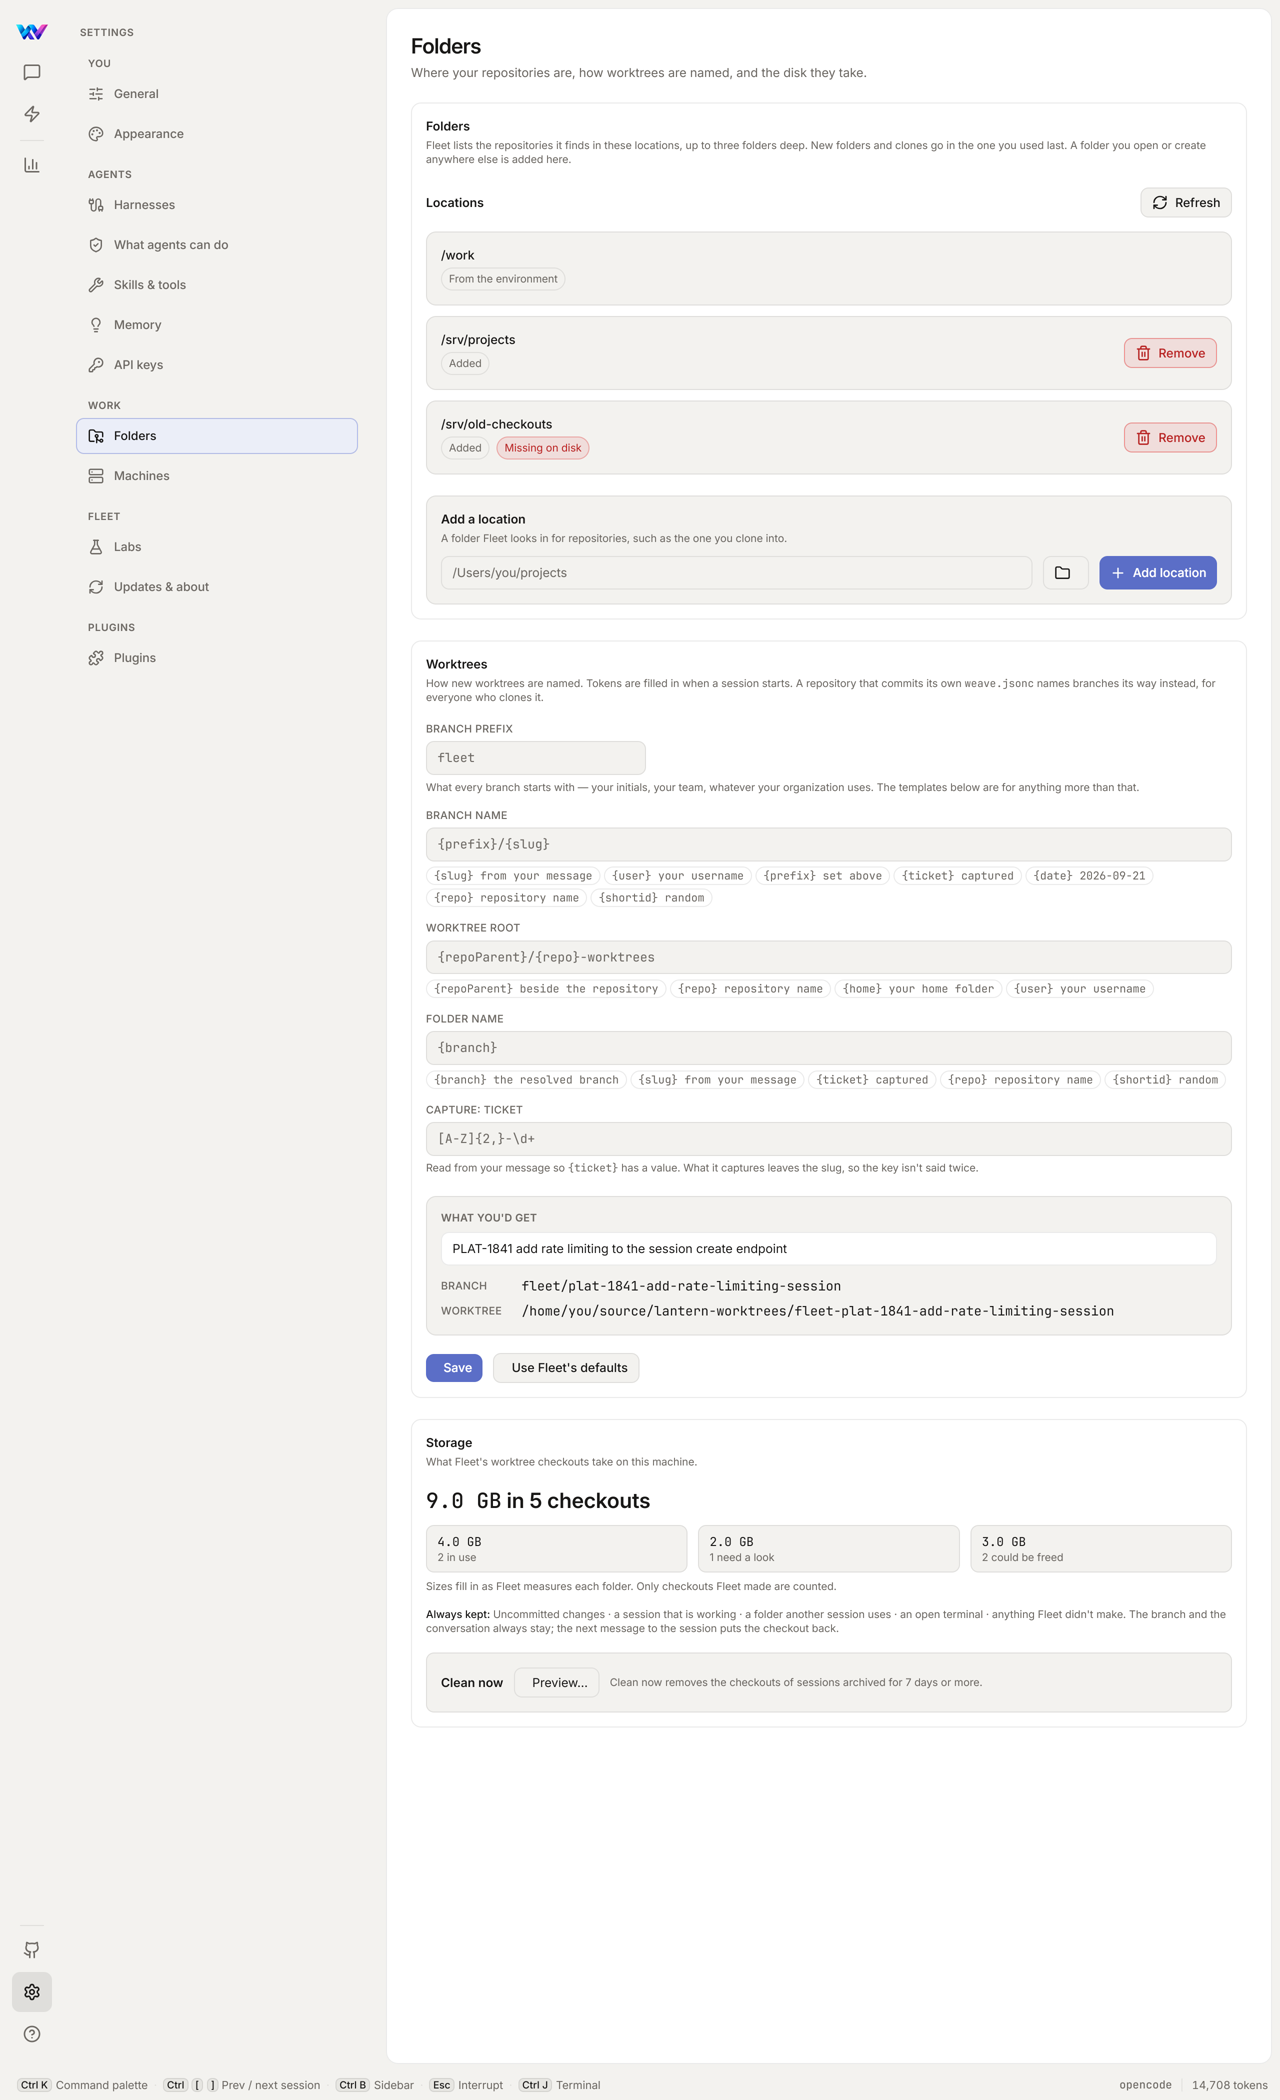 SETTINGS
YOU
General
Appearance
AGENTS
Harnesses
What agents can do
Skills & tools
Memory
API keys
WORK
Folders
Machines
FLEET
Labs
Updates & about
PLUGINS
Plugins
Folders
Where your repositories are, how worktrees are named, and the disk they take.
Folders
Fleet lists the repositories it finds in these locations, up to three folders deep. New folders and clones go in the one you used last. A folder you open or create
anywhere else is added here.
Locations
Refresh
/work
From the environment
/srv/projects
Added
Remove
/srv/old-checkouts
Added Missing on disk
Remove
Add a location
A folder Fleet looks in for repositories, such as the one you clone into.
/Users/you/projects
Add location
Worktrees
How new worktrees are named. Tokens are filled in when a session starts. A repository that commits its own weave.jsonc names branches its way instead, for
everyone who clones it.
BRANCH PREFIX
fleet
What every branch starts with — your initials, your team, whatever your organization uses. The templates below are for anything more than that.
BRANCH NAME
{prefix}/{slug}
{slug} from your message {user} your username {prefix} set above {ticket} captured {date} 2026-09-21
{repo} repository name {shortid} random
WORKTREE ROOT
{repoParent}/{repo}-worktrees
{repoParent} beside the repository {repo} repository name {home} your home folder {user} your username
FOLDER NAME
{branch}
{branch} the resolved branch {slug} from your message {ticket} captured {repo} repository name {shortid} random
CAPTURE: TICKET
[A-Z]{2,}-\d+
Read from your message so {ticket} has a value. What it captures leaves the slug, so the key isn't said twice.
WHAT YOU'D GET
PLAT-1841 add rate limiting to the session create endpoint
BRANCH fleet/plat-1841-add-rate-limiting-session
WORKTREE /home/you/source/lantern-worktrees/fleet-plat-1841-add-rate-limiting-session
Save Use Fleet's defaults
Storage
What Fleet's worktree checkouts take on this machine.
9.0 GB in 5 checkouts
4.0 GB
2 in use
2.0 GB
1 need a look
3.0 GB
2 could be freed
Sizes fill in as Fleet measures each folder. Only checkouts Fleet made are counted.
Always kept: Uncommitted changes · a session that is working · a folder another session uses · an open terminal · anything Fleet didn't make. The branch and the
conversation always stay; the next message to the session puts the checkout back.
Clean now Preview... Clean now removes the checkouts of sessions archived for 7 days or more.
Ctrl K Command palette · Ctrl [ ] Prev / next session · Ctrl B Sidebar · Esc Interrupt · Ctrl J Terminal
opencode 14,708 tokens